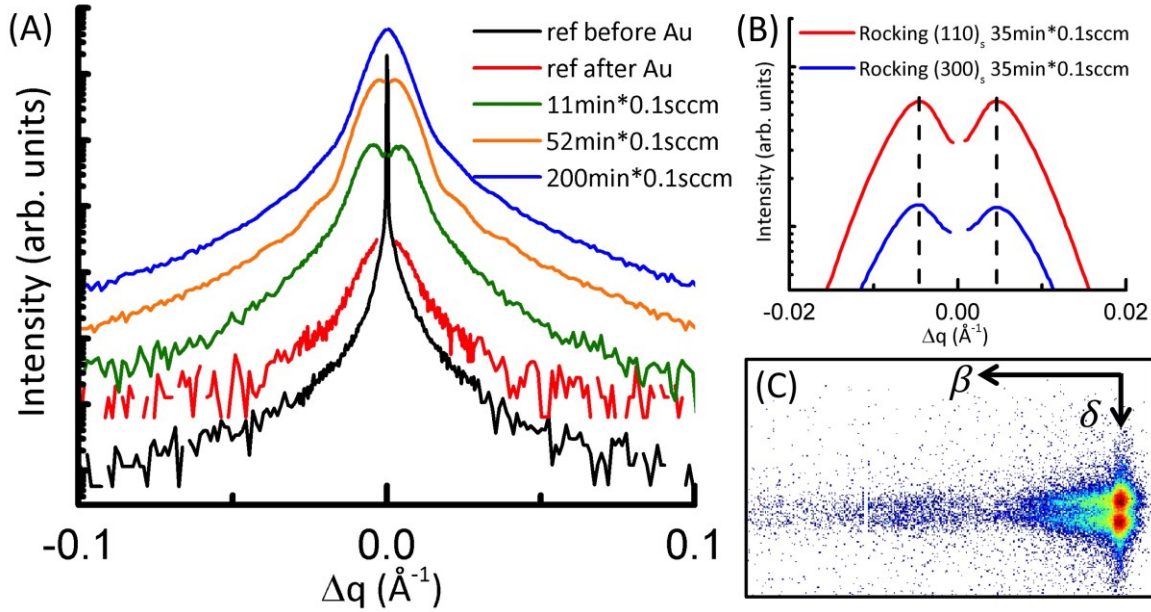 (A)
ref before Au
ref after Au
11min*0.1sccm
52min*0.1sccm
200min*0.1sccm
Intensity (arb. units)
-0.1
0.0
0.1
Δq (Å⁻¹)
(B)
Rocking (110)ₛ 35min*0.1sccm
Rocking (300)ₛ 35min*0.1sccm
Intensity (arb. units)
-0.02
0.00
0.02
Δq (Å⁻¹)
(C)
β
δ